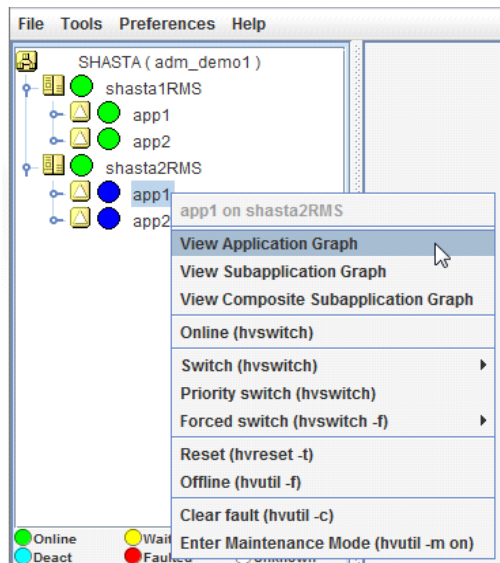 File Tools Preferences Help
SHASTA ( adm_demo1 )
shasta1RMS
app1
app2
shasta2RMS
app1
app2
app1 on shasta2RMS
View Application Graph
View Subapplication Graph
View Composite Subapplication Graph
Online (hvswitch)
Switch (hvswitch)
Priority switch (hvswitch)
Forced switch (hvswitch -f)
Reset (hvreset -t)
Offline (hvutil -f)
Clear fault (hvutil -c)
Enter Maintenance Mode (hvutil -m on)
Online Wait
Deact Faulted